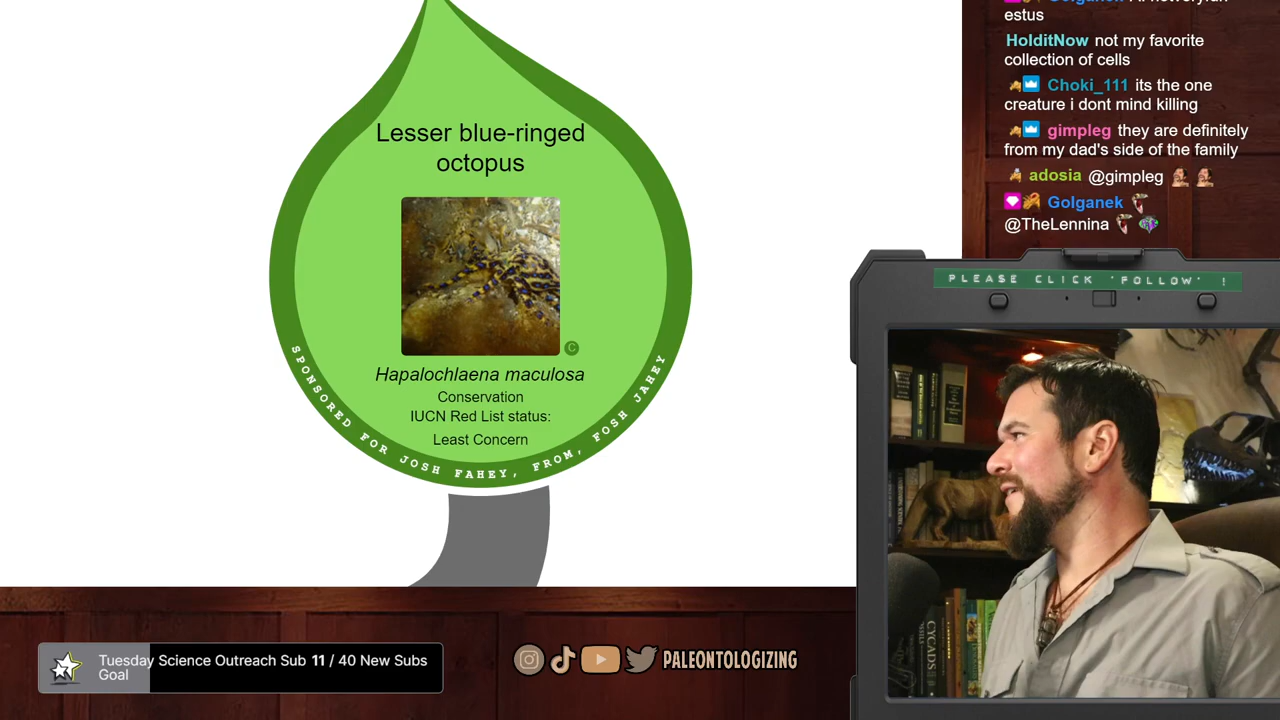 estus
HolditNow not my favorite
collection of cells
Choki_111 its the one
creature i dont mind killing
gimpleg they are definitely
from my dad's side of the family
adosia @gimpleg
Golganek
@TheLennina
PLEASE CLICK "FOLLOW" !
Lesser blue-ringed
octopus
C
Hapalochlaena maculosa
Conservation
IUCN Red List status:
Least Concern
SPONSORED FOR JOSH FAHEY, FROM, FOSH JAHEY
CYCADS
Tuesday Science Outreach Sub 11 / 40 New Subs
Goal
PALEONTOLOGIZING